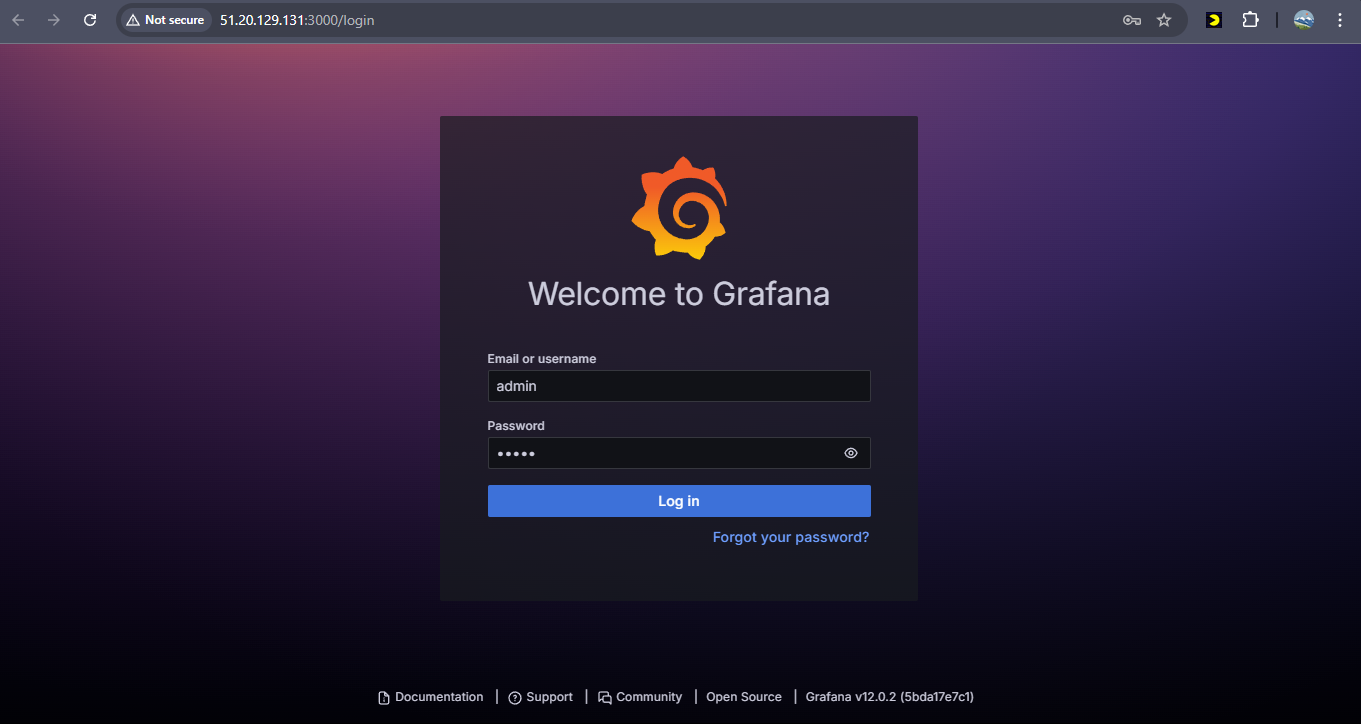 Not secure 51.20.129.131:3000/login
Welcome to Grafana
Email or username
admin
Password
•••••
Log in
Forgot your password?
Documentation | Support | Community | Open Source | Grafana v12.0.2 (5bda17e7c1)